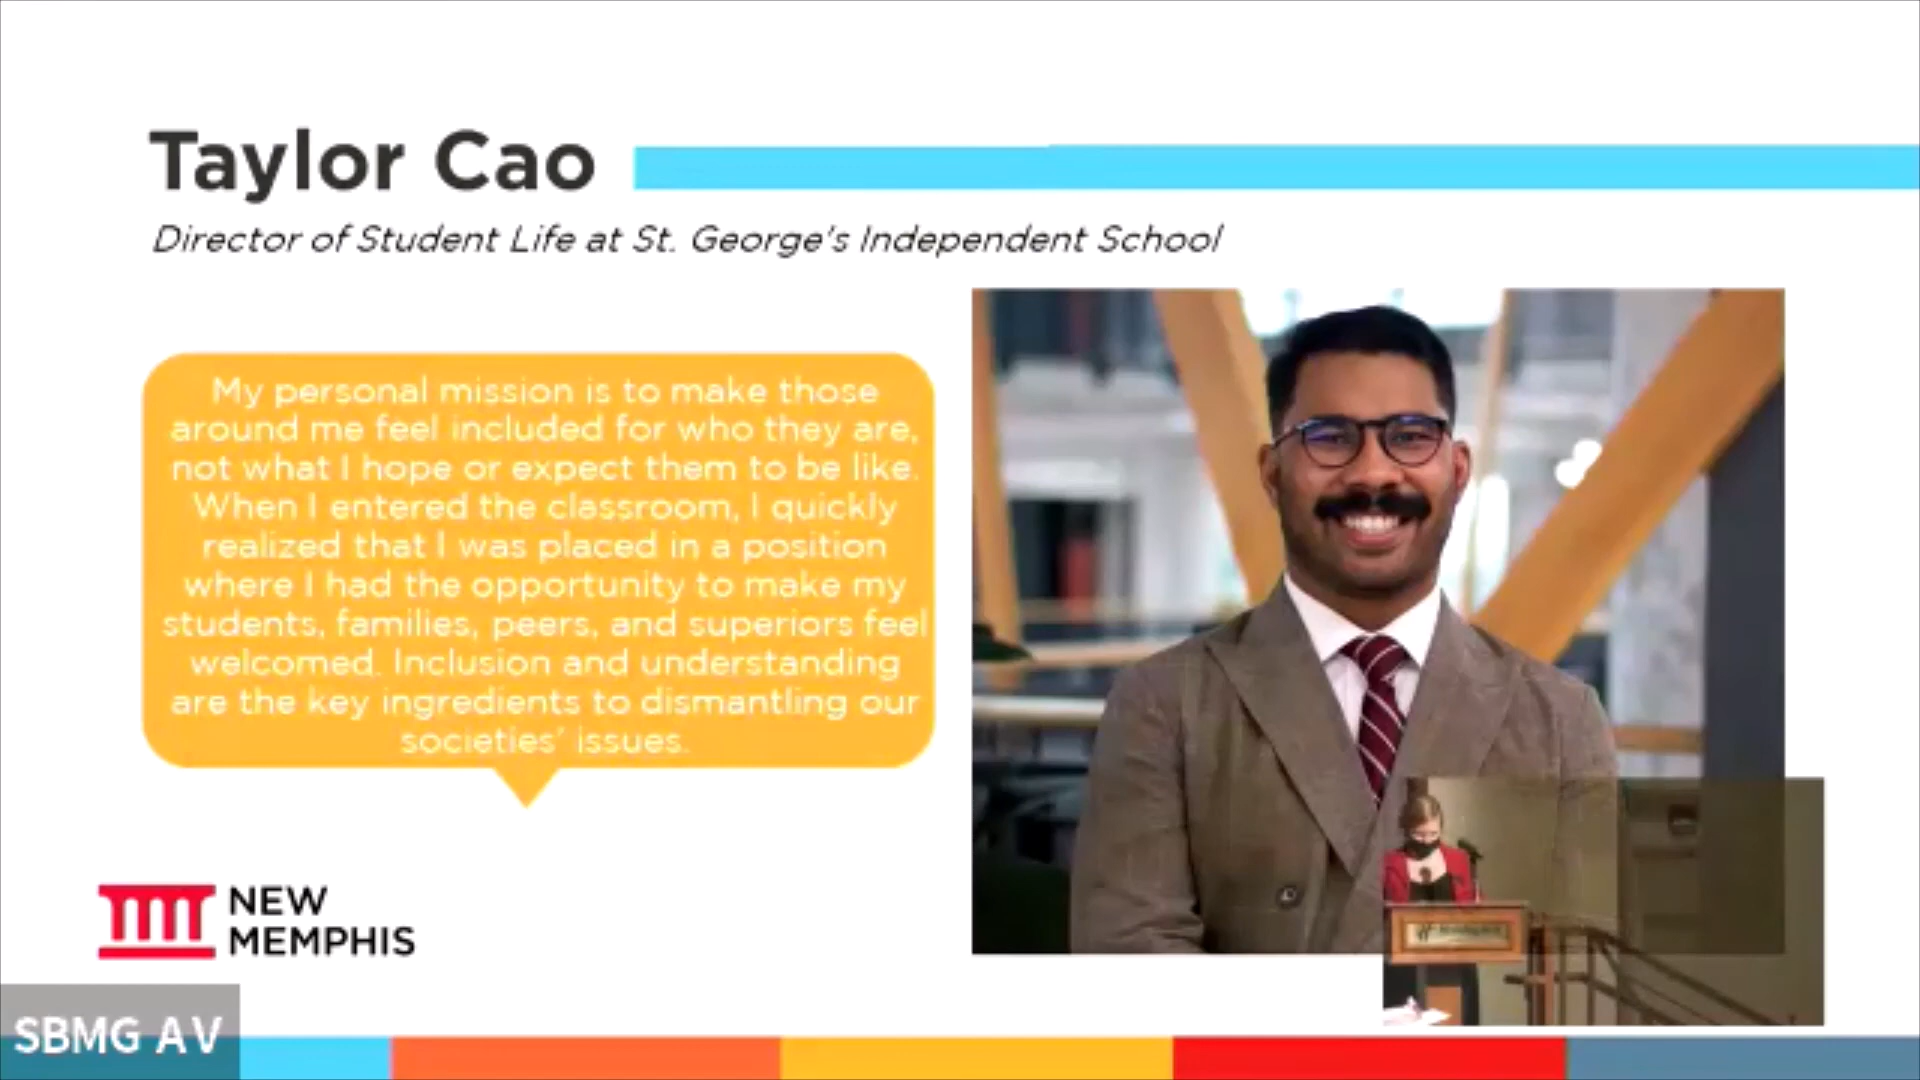 Taylor Cao
Director of Student Life at St. George's Independent School
My personal mission is to make those
around me feel included for who they are,
not what I hope or expect them to be like.
When I entered the classroom, I quickly
realized that I was placed in a position
where I had the opportunity to make my
students, families, peers, and superiors feel
welcomed. Inclusion and understanding
are the key ingredients to dismantling our
societies' issues.
NEW
MEMPHIS
SBMG AV